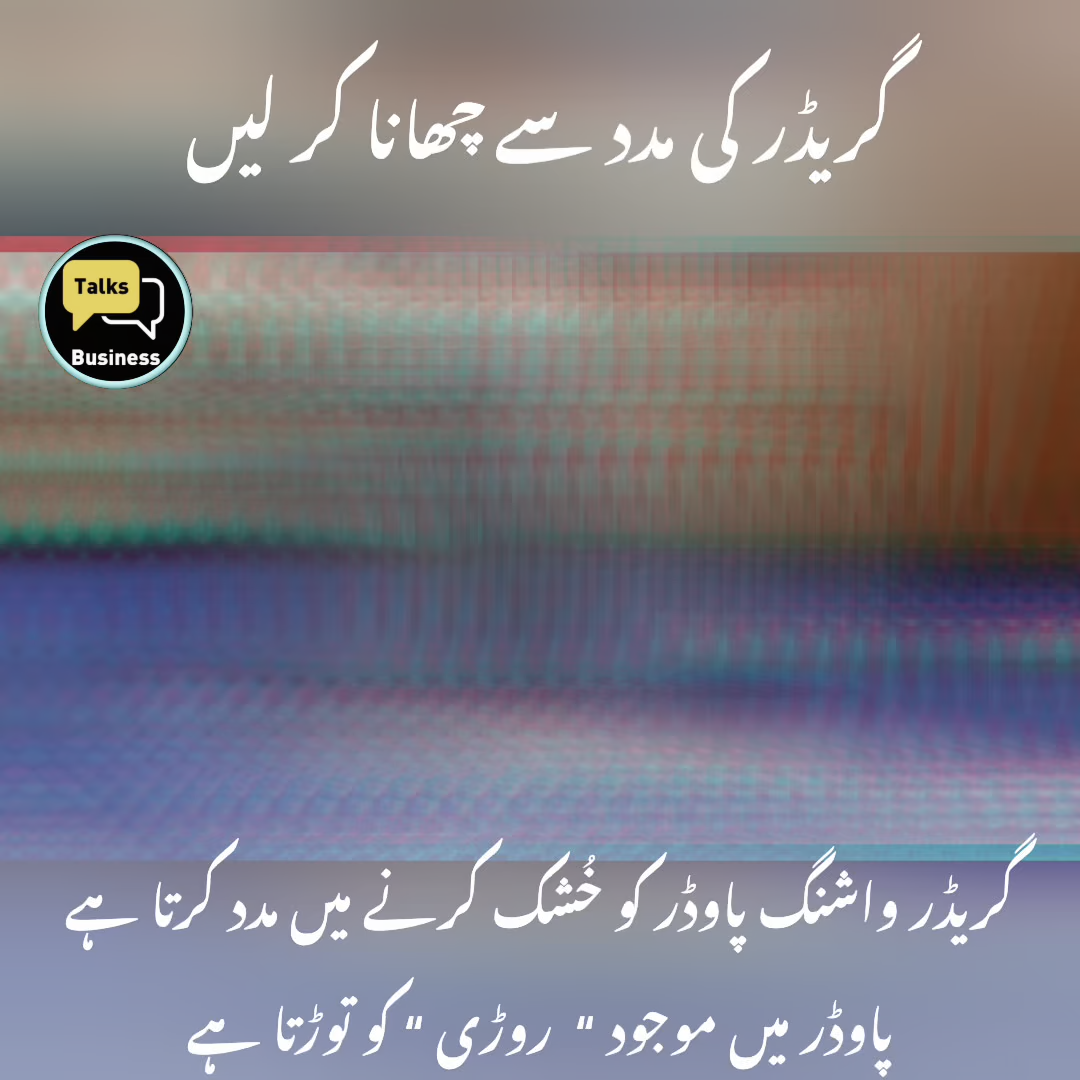 گریڈر کی مدد سے چھانا کر لیں
Talks
Business
گریڈر واشنگ پاوڈر کو خُشک کرنے میں مدد کرتا ہے
پاوڈر میں موجود " روڑی " کو توڑتا ہے